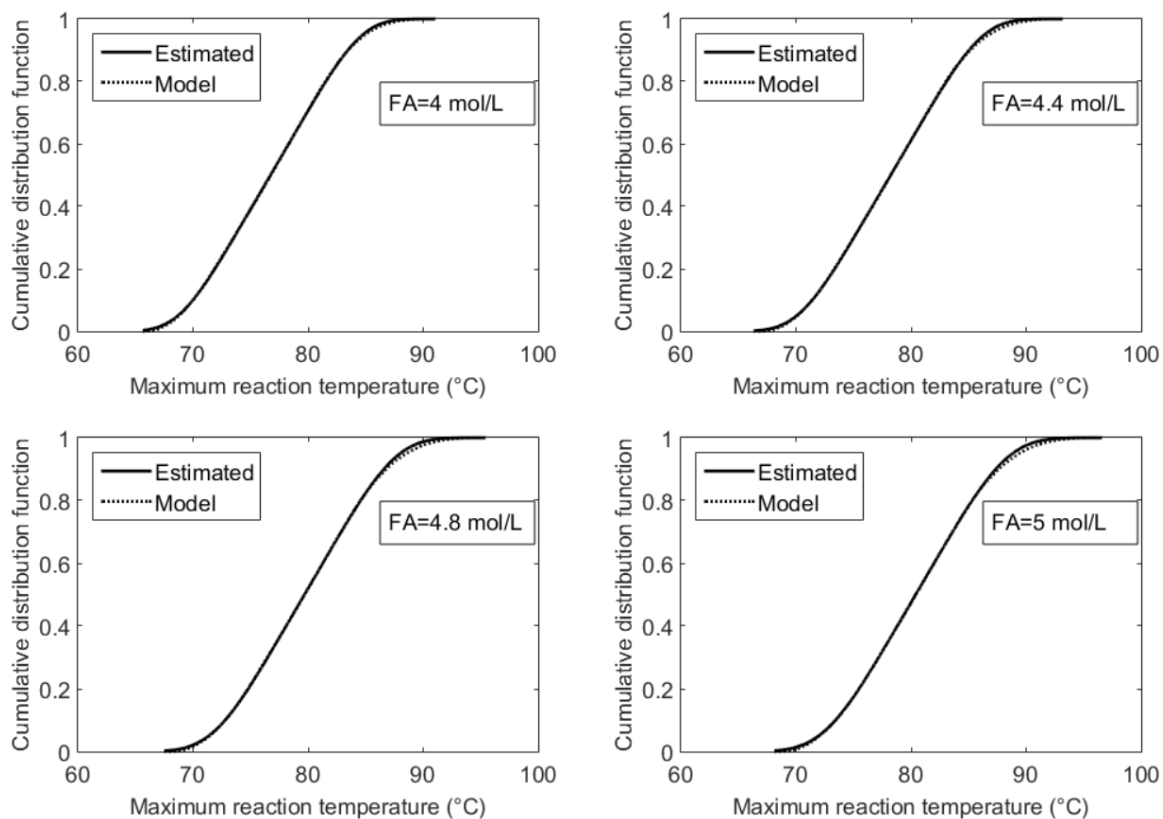 Cumulative distribution function
1
0.8
0.6
0.4
0.2
0
Estimated
Model
FA=4 mol/L
60 70 80 90 100
Maximum reaction temperature (°C)
Cumulative distribution function
1
0.8
0.6
0.4
0.2
0
Estimated
Model
FA=4.4 mol/L
60 70 80 90 100
Maximum reaction temperature (°C)
Cumulative distribution function
1
0.8
0.6
0.4
0.2
0
Estimated
Model
FA=4.8 mol/L
60 70 80 90 100
Maximum reaction temperature (°C)
Cumulative distribution function
1
0.8
0.6
0.4
0.2
0
Estimated
Model
FA=5 mol/L
60 70 80 90 100
Maximum reaction temperature (°C)